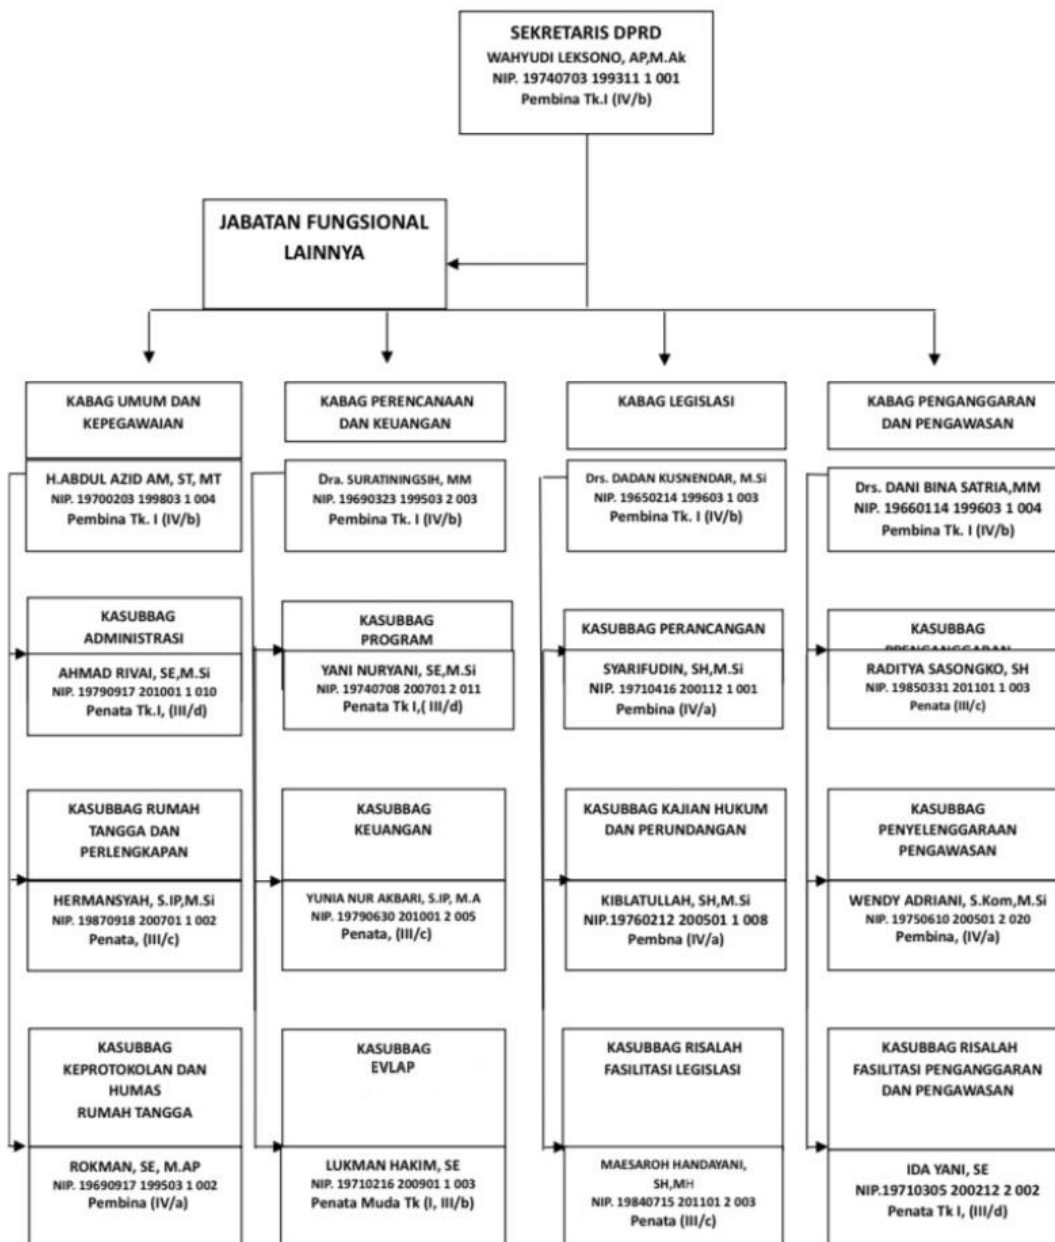 SEKRETARIS DPRD
WAHYUDI LEKSONO, AP,M.Ak
NIP. 19740703 199311 1 001
Pembina Tk.I (IV/b)
JABATAN FUNGSIONAL
LAINNYA
KABAG UMUM DAN
KEPEGAWAIAN
H.ABDUL AZID AM, ST, MT
NIP. 19700203 199803 1 004
Pembina Tk. I (IV/b)
KABAG PERENCANAAN
DAN KEUANGAN
Dra. SURATININGSIH, MM
NIP. 19690323 199503 2 003
Pembina Tk. I (IV/b)
KABAG LEGISLASI
Drs. DADAN KUSNENDAR, M.Si
NIP. 19650214 199603 1 003
Pembina Tk. I (IV/b)
KABAG PENGANGGARAN
DAN PENGAWASAN
Drs. DANI BINA SATRIA,MM
NIP. 19660114 199603 1 004
Pembina Tk. I (IV/b)
KASUBBAG
ADMINISTRASI
AHMAD RIVAI, SE,M.Si
NIP. 19790917 201001 1 010
Penata Tk.I, (III/d)
KASUBBAG
PROGRAM
YANI NURYANI, SE,M.Si
NIP. 19740708 200701 2 011
Penata Tk I,( III/d)
KASUBBAG PERANCANGAN
SYARIFUDIN, SH,M.Si
NIP. 19710416 200112 1 001
Pembina (IV/a)
KASUBBAG
RADITYA SASONGKO, SH
NIP. 19850331 201101 1 003
Penata (III/c)
KASUBBAG RUMAH
TANGGA DAN
PERLENGKAPAN
HERMANSYAH, S.IP,M.Si
NIP. 19870918 200701 1 002
Penata, (III/c)
KASUBBAG
KEUANGAN
YUNIA NUR AKBARI, S.IP, M.A
NIP. 19790630 201001 2 005
Penata, (III/c)
KASUBBAG KAJIAN HUKUM
DAN PERUNDANGAN
KIBLATULLAH, SH,M.Si
NIP.19760212 200501 1 008
Pembna (IV/a)
KASUBBAG
PENYELENGGARAAN
PENGAWASAN
WENDY ADRIANI, S.Kom,M.Si
NIP. 19750610 200501 2 020
Pembina, (IV/a)
KASUBBAG
KEPROTOKOLAN DAN
HUMAS
RUMAH TANGGA
ROKMAN, SE, M.AP
NIP. 19690917 199503 1 002
Pembina (IV/a)
KASUBBAG
EVLAP
LUKMAN HAKIM, SE
NIP. 19710216 200901 1 003
Penata Muda Tk (I, III/b)
KASUBBAG RISALAH
FASILITASI LEGISLASI
MAESAROH HANDAYANI,
SH,MH
NIP. 19840715 201101 2 003
Penata (III/c)
KASUBBAG RISALAH
FASILITASI PENGANGGARAN
DAN PENGAWASAN
IDA YANI, SE
NIP.19710305 200212 2 002
Penata Tk I, (III/d)